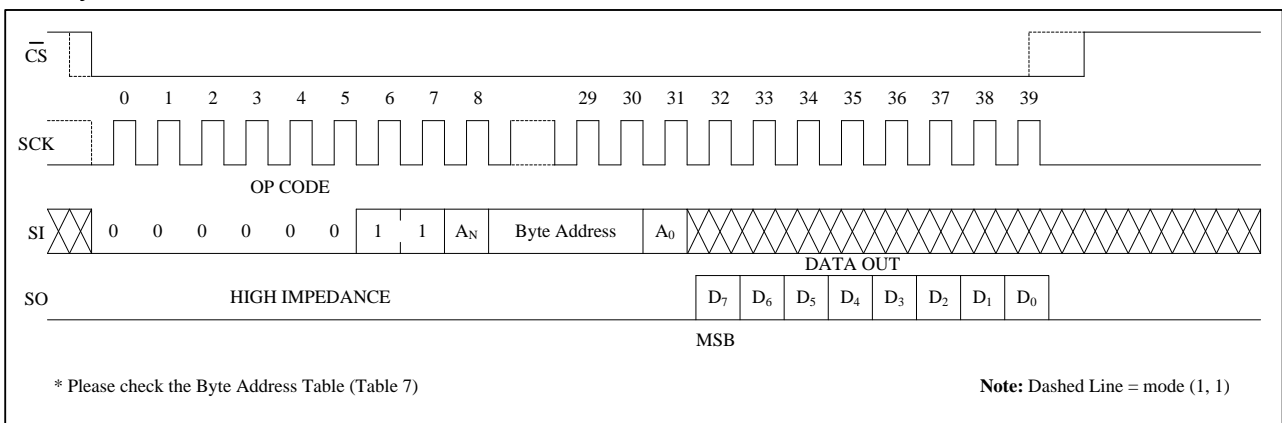 CS
0 1 2 3 4 5 6 7 8 29 30 31 32 33 34 35 36 37 38 39
SCK
OP CODE
SI 0 0 0 0 0 0 1 1 AN Byte Address A0
DATA OUT
SO HIGH IMPEDANCE D7 D6 D5 D4 D3 D2 D1 D0
MSB
* Please check the Byte Address Table (Table 7) Note: Dashed Line = mode (1, 1)